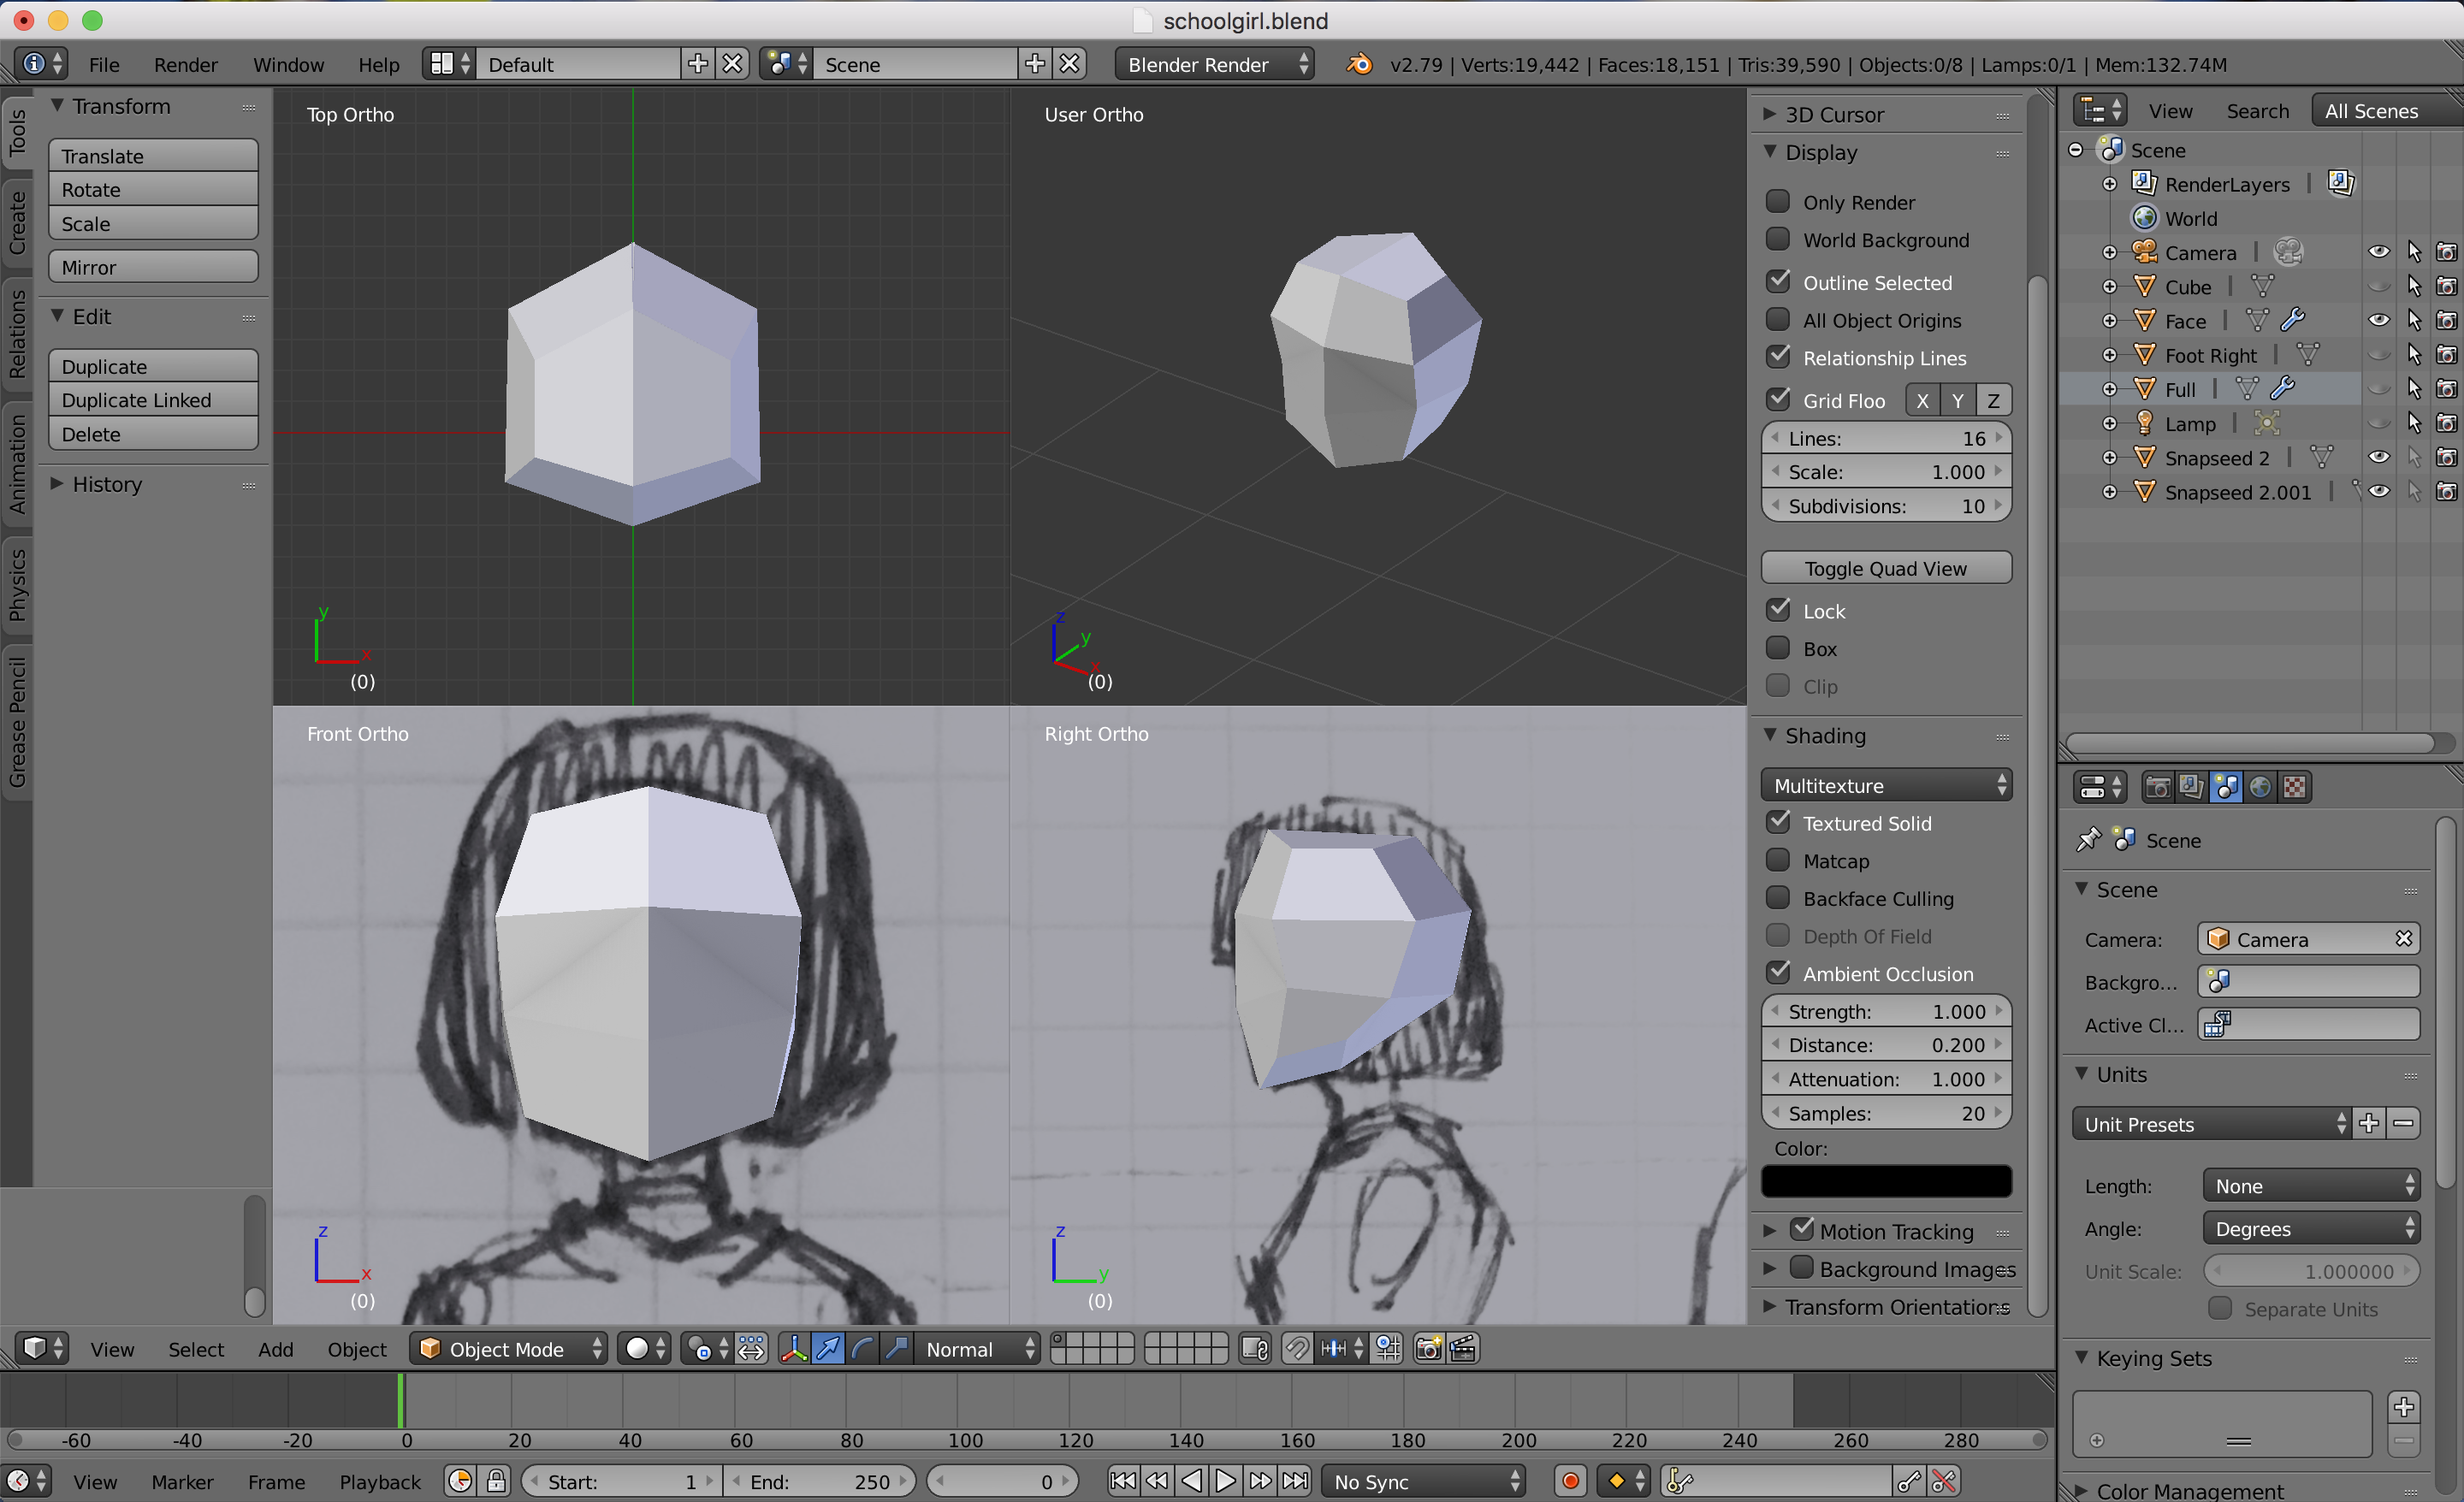 schoolgirl.blend
File Render Window Help Default Scene Blender Render v2.79 | Verts:19,442 | Faces:18,151 | Tris:39,590 | Objects:0/8 | Lamps:0/1 | Mem:132.74M
Tools
Create
Relations
Animation
Physics
Grease Pencil
Transform
Translate
Rotate
Scale
Mirror
Edit
Duplicate
Duplicate Linked
Delete
History
Top Ortho
y
x
(0)
User Ortho
z
y
x
(0)
Front Ortho
z
x
(0)
Right Ortho
z
y
(0)
3D Cursor
Display
Only Render
World Background
Outline Selected
All Object Origins
Relationship Lines
Grid Floo X Y Z
Lines: 16
Scale: 1.000
Subdivisions: 10
Toggle Quad View
Lock
Box
Clip
Shading
Multitexture
Textured Solid
Matcap
Backface Culling
Depth Of Field
Ambient Occlusion
Strength: 1.000
Distance: 0.200
Attenuation: 1.000
Samples: 20
Color:
Motion Tracking
Background Images
Transform Orientations
View Search All Scenes
Scene
RenderLayers
World
Camera
Cube
Face
Foot Right
Full
Lamp
Snapseed 2
Snapseed 2.001
Scene
Scene
Camera: Camera
Backgro...
Active Cl...
Units
Unit Presets
Length: None
Angle: Degrees
Unit Scale: 1.000000
Separate Units
Keying Sets
Color Management
View Select Add Object Object Mode Normal
-60 -40 -20 0 20 40 60 80 100 120 140 160 180 200 220 240 260 280
View Marker Frame Playback Start: 1 End: 250 0 No Sync